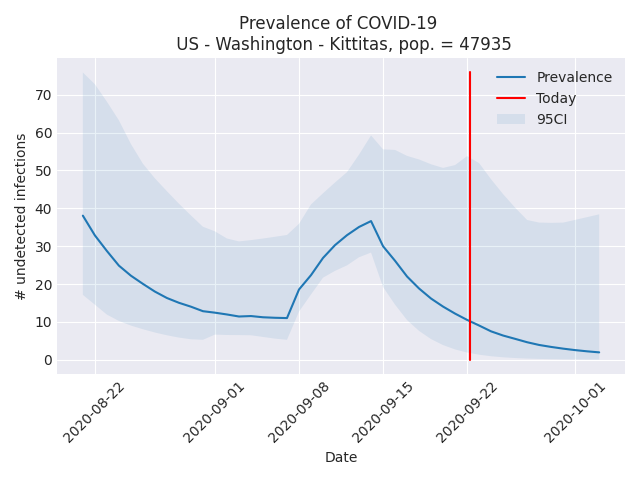 Prevalence of COVID-19
US - Washington - Kittitas, pop. = 47935
Prevalence
Today
95CI
# undetected infections
70
60
50
40
30
20
10
0
2020-08-22
2020-09-01
2020-09-08
2020-09-15
2020-09-22
2020-10-01
Date